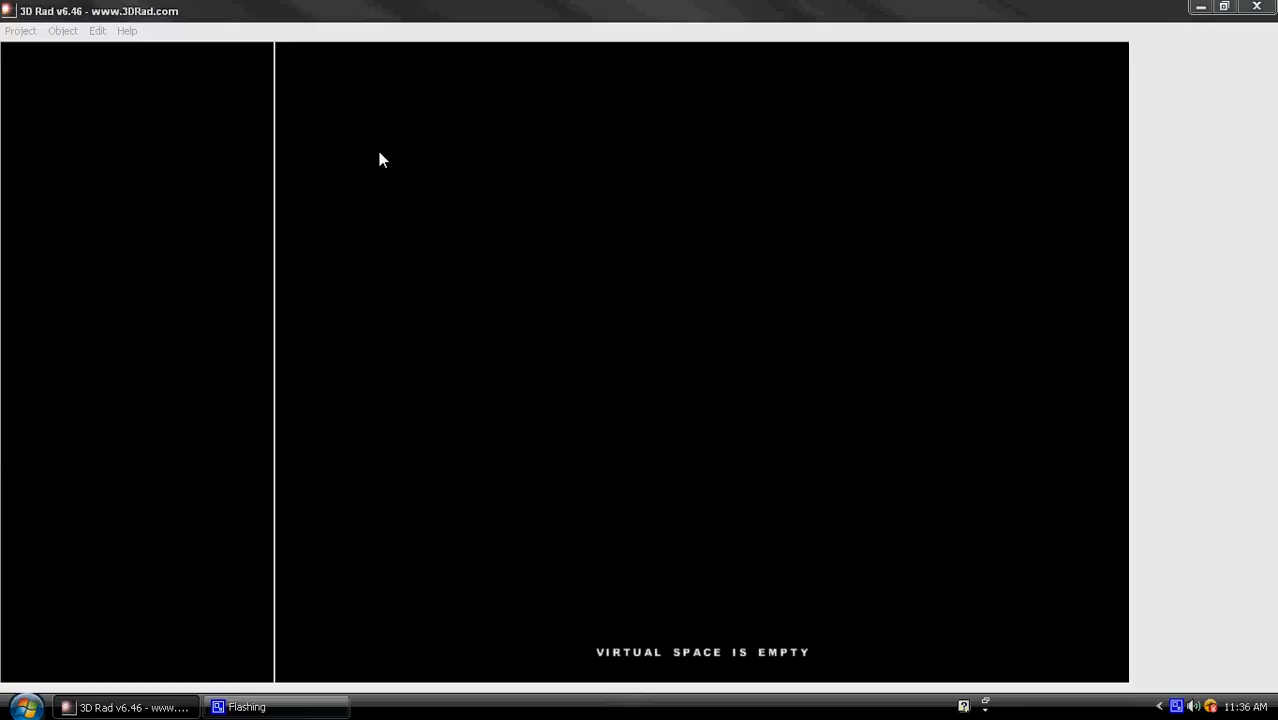 3D Rad v6.46 - www.3DRad.com
Project Object Edit Help
VIRTUAL SPACE IS EMPTY
3D Rad v6.46 - www.... Flashing 11:36 AM